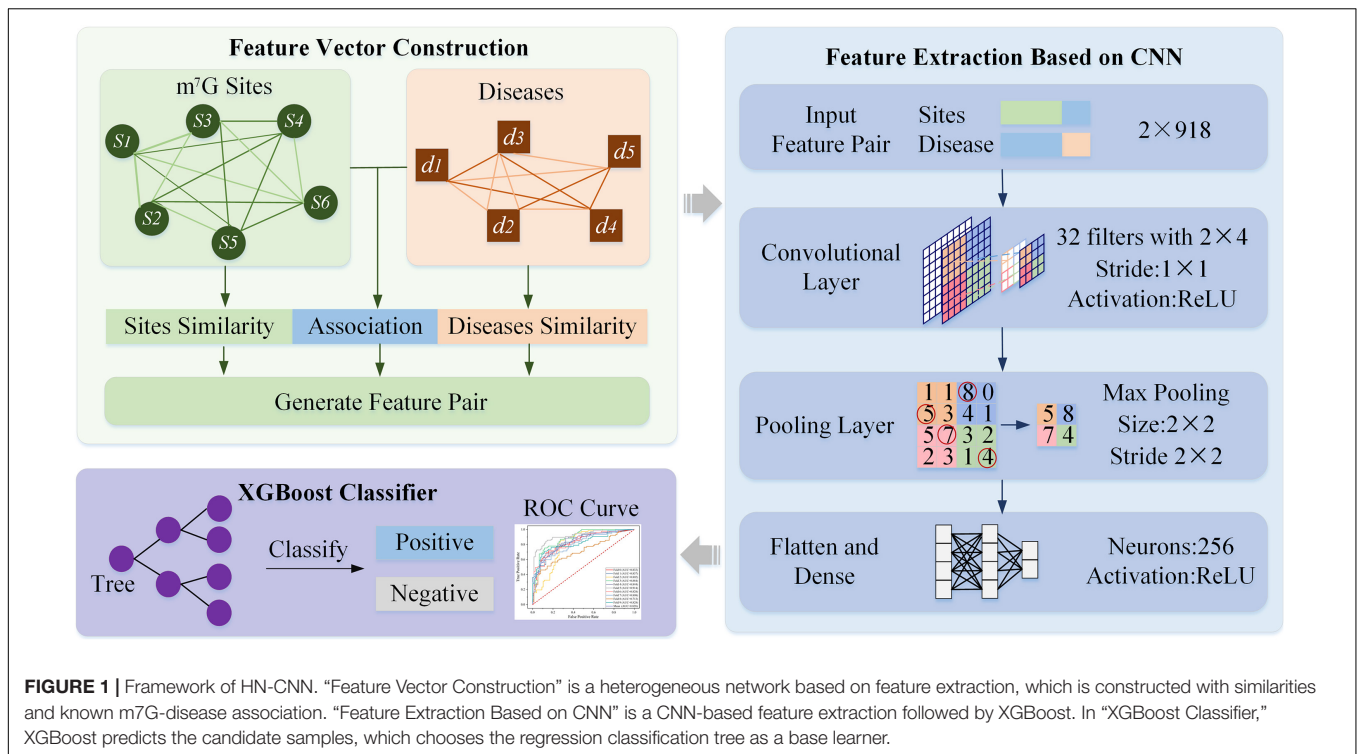 Feature Vector Construction
m⁷G Sites
S1
S3
S4
S2
S6
S5
Diseases
d1
d3
d5
d2
d4
Sites Similarity
Association
Diseases Similarity
Generate Feature Pair
Feature Extraction Based on CNN
Input
Feature Pair
Sites
Disease
2×918
Convolutional
Layer
32 filters with 2×4
Stride:1×1
Activation:ReLU
Pooling Layer
1 1 8 0
5 3 4 1
5 7 3 2
2 3 1 4
5 8
7 4
Max Pooling
Size:2×2
Stride 2×2
Flatten and
Dense
Neurons:256
Activation:ReLU
XGBoost Classifier
Tree
Classify
Positive
Negative
ROC Curve
FIGURE 1 | Framework of HN-CNN. “Feature Vector Construction” is a heterogeneous network based on feature extraction, which is constructed with similarities
and known m7G-disease association. “Feature Extraction Based on CNN” is a CNN-based feature extraction followed by XGBoost. In “XGBoost Classifier,”
XGBoost predicts the candidate samples, which chooses the regression classification tree as a base learner.